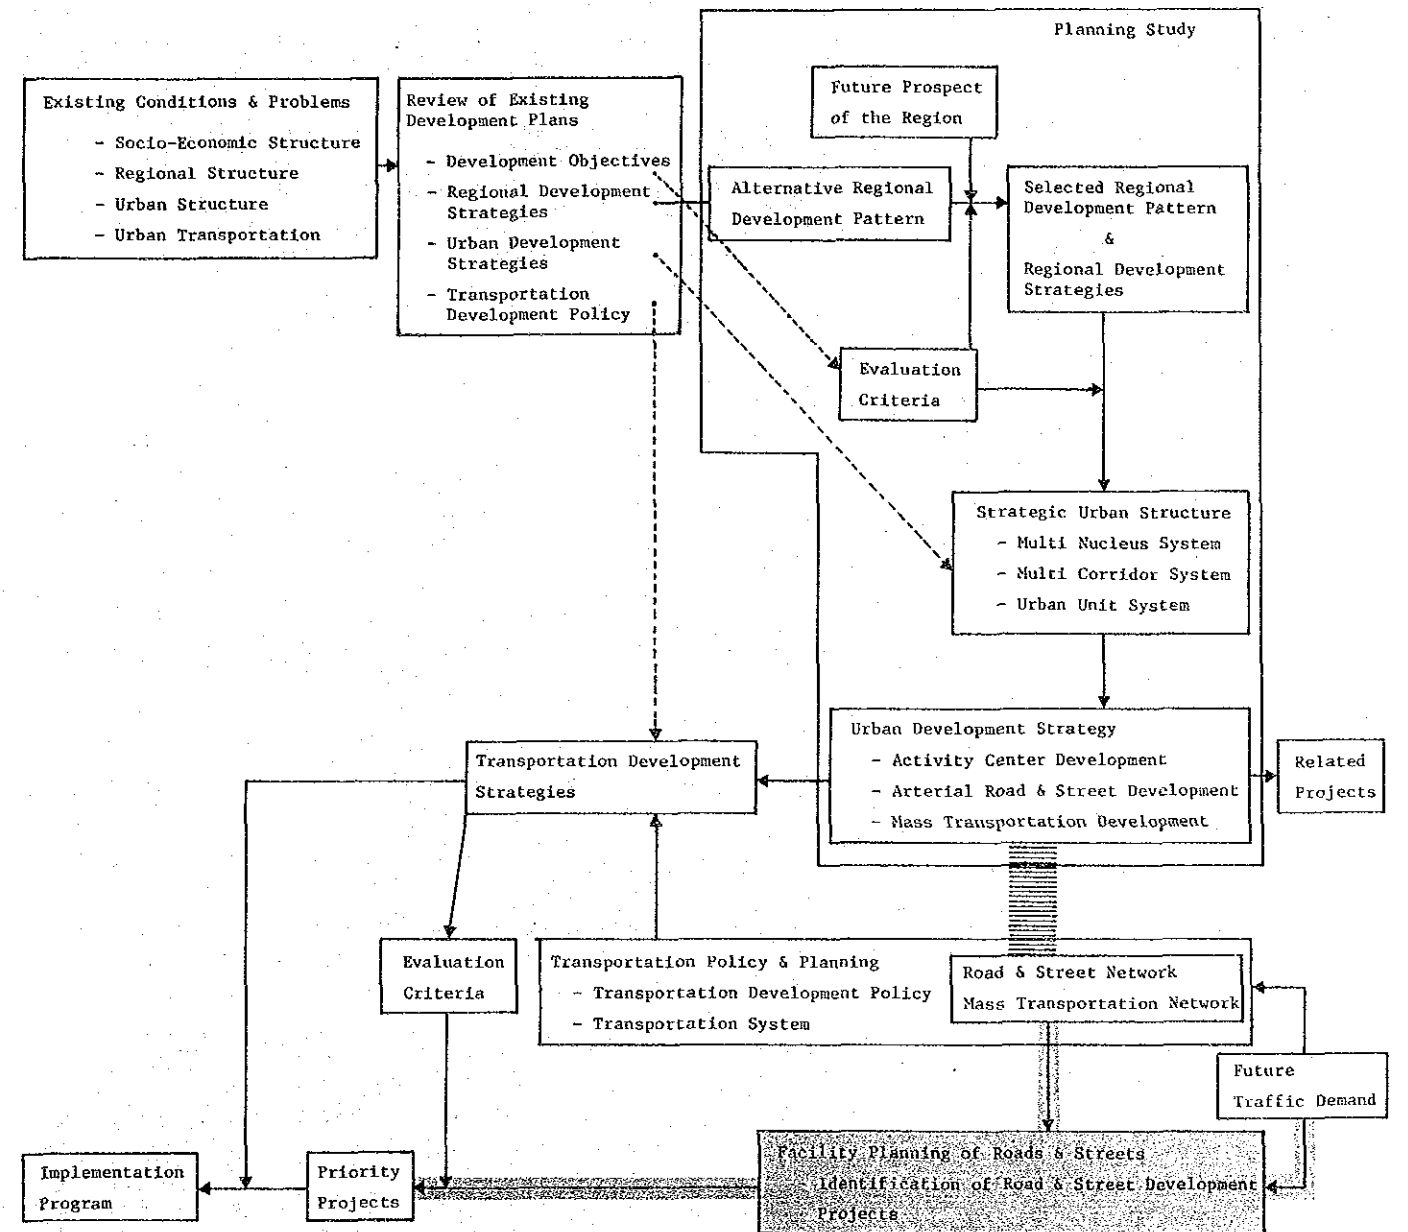 Planning Study
Existing Conditions & Problems
- Socio-Economic Structure
- Regional Structure
- Urban Structure
- Urban Transportation
Review of Existing
Development Plans
- Development Objectives
- Regional Development
Strategies
- Urban Development
Strategies
- Transportation
Development Policy
Future Prospect
of the Region
Alternative Regional
Development Pattern
Selected Regional
Development Pattern
&
Regional Development
Strategies
Evaluation
Criteria
Strategic Urban Structure
- Multi Nucleus System
- Multi Corridor System
- Urban Unit System
Urban Development Strategy
- Activity Center Development
- Arterial Road & Street Development
- Mass Transportation Development
Related
Projects
Transportation Development
Strategies
Evaluation
Criteria
Transportation Policy & Planning
- Transportation Development Policy
- Transportation System
Road & Street Network
Mass Transportation Network
Future
Traffic Demand
Facility Planning of Roads & Streets
Identification of Road & Street Development
Projects
Priority
Projects
Implementation
Program